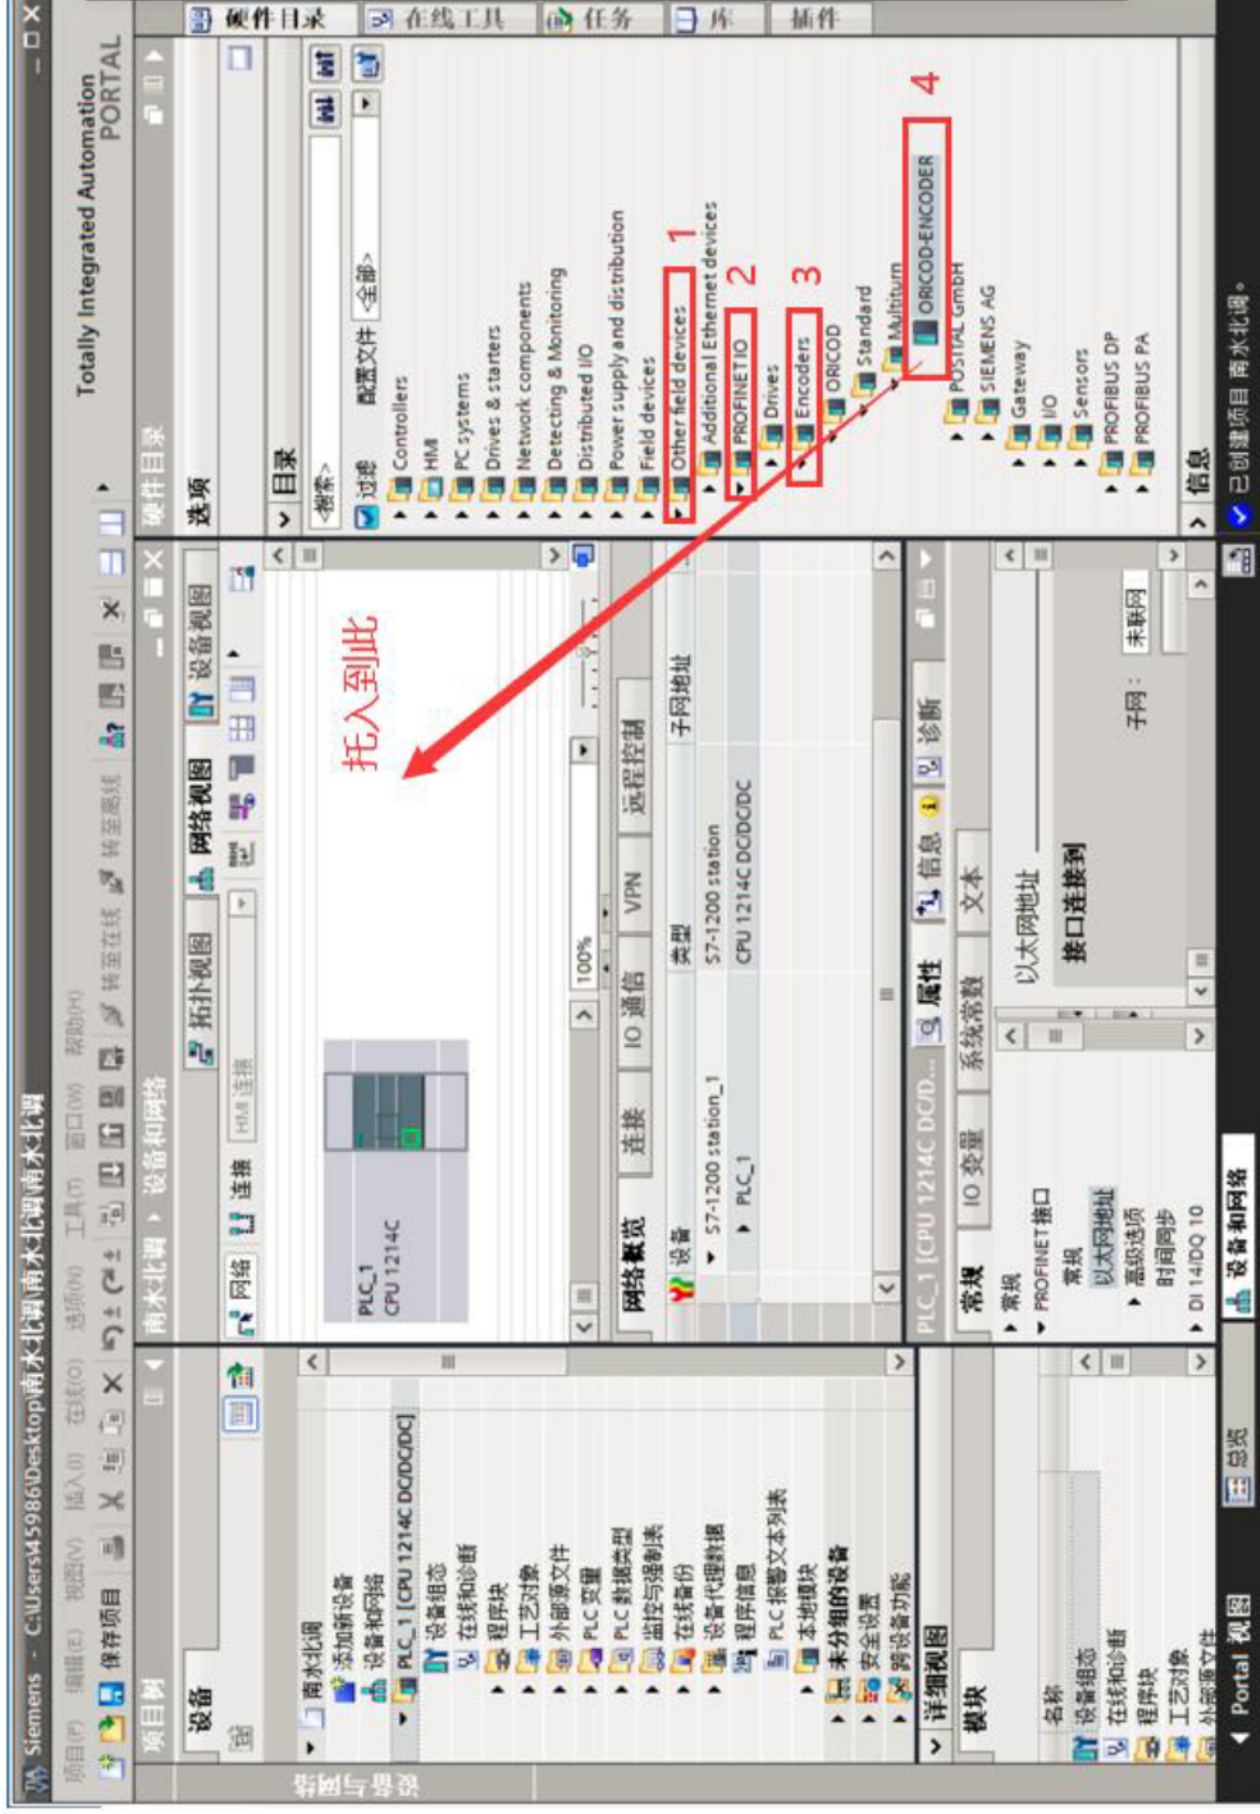 Siemens - C:\Users\45986\Desktop\南水北调\南水北调\南水北调
项目(P) 编辑(E) 视图(V) 插入(I) 在线(O) 选项(N) 工具(T) 窗口(W) 帮助(H)
Totally Integrated Automation
PORTAL
保存项目 转至在线 转至离线
项目树
设备
南水北调
添加新设备
设备和网络
PLC_1 [CPU 1214C DC/DC/DC]
设备组态
在线和诊断
程序块
工艺对象
外部源文件
PLC 变量
PLC 数据类型
监控与强制表
在线备份
设备代理数据
程序信息
PLC 报警文本列表
本地模块
未分组的设备
安全设置
跨设备功能
详细视图
模块
名称
设备组态
在线和诊断
程序块
工艺对象
外部源文件
设备与网络
南水北调 设备和网络
拓扑视图 网络视图 设备视图
网络 连接 HMI 连接
PLC_1
CPU 1214C
托入到此
100%
网络概览 连接 IO 通信 VPN 远程控制
设备 类型 子网地址
S7-1200 station_1 S7-1200 station
PLC_1 CPU 1214C DC/DC/DC
PLC_1 [CPU 1214C DC/D... 属性 信息 诊断
常规 IO 变量 系统常数 文本
常规
PROFINET接口
常规
以太网地址
高级选项
时间同步
DI 14/DQ 10
以太网地址
接口连接到
子网： 未联网
硬件目录
选项
目录
<搜索>
过滤 配置文件 <全部>
Controllers
HMI
PC systems
Drives & starters
Network components
Detecting & Monitoring
Distributed I/O
Power supply and distribution
Field devices
Other field devices 1
Additional Ethernet devices
PROFINET IO 2
Drives
Encoders 3
ORICOD
Standard
Multiturn
ORICOD-ENCODER 4
POSITAL GmbH
SIEMENS AG
Gateway
I/O
Sensors
PROFIBUS DP
PROFIBUS PA
信息
硬件目录
在线工具
任务
库
插件
Portal 视图 总览 设备和网络 已创建项目 南水北调。